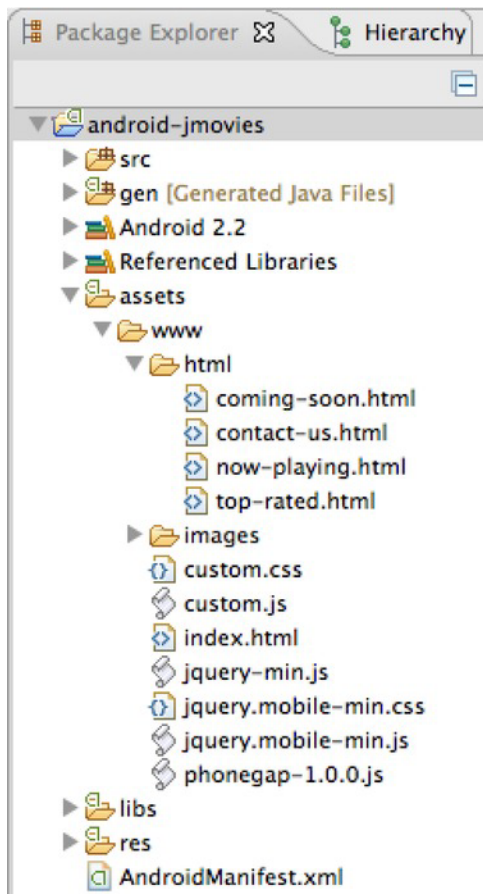 Package Explorer Hierarchy
android-jmovies
src
gen [Generated Java Files]
Android 2.2
Referenced Libraries
assets
www
html
coming-soon.html
contact-us.html
now-playing.html
top-rated.html
images
custom.css
custom.js
index.html
jquery-min.js
jquery.mobile-min.css
jquery.mobile-min.js
phonegap-1.0.0.js
libs
res
AndroidManifest.xml